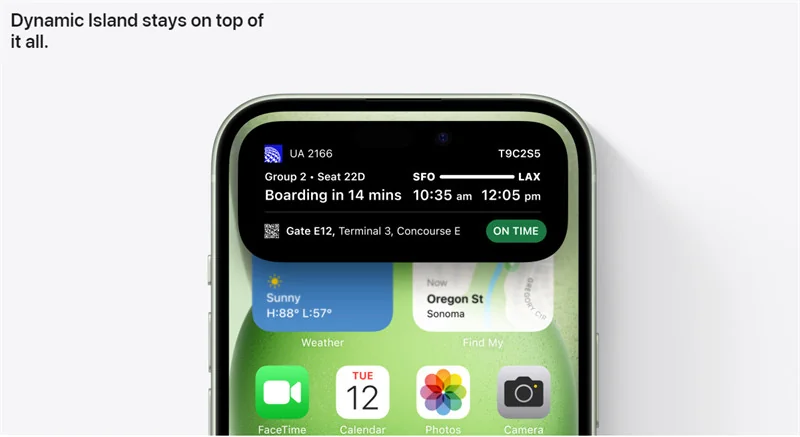 Dynamic Island stays on top of
it all.
UA 2166
T9C2S5
Group 2 • Seat 22D
SFO LAX
Boarding in 14 mins
10:35 am 12:05 pm
Gate E12, Terminal 3, Concourse E
ON TIME
Sunny
H:88° L:57°
Weather
Now
Oregon St
Sonoma
GREGORY CIR
Find My
FaceTime
TUE
12
Calendar
Photos
Camera